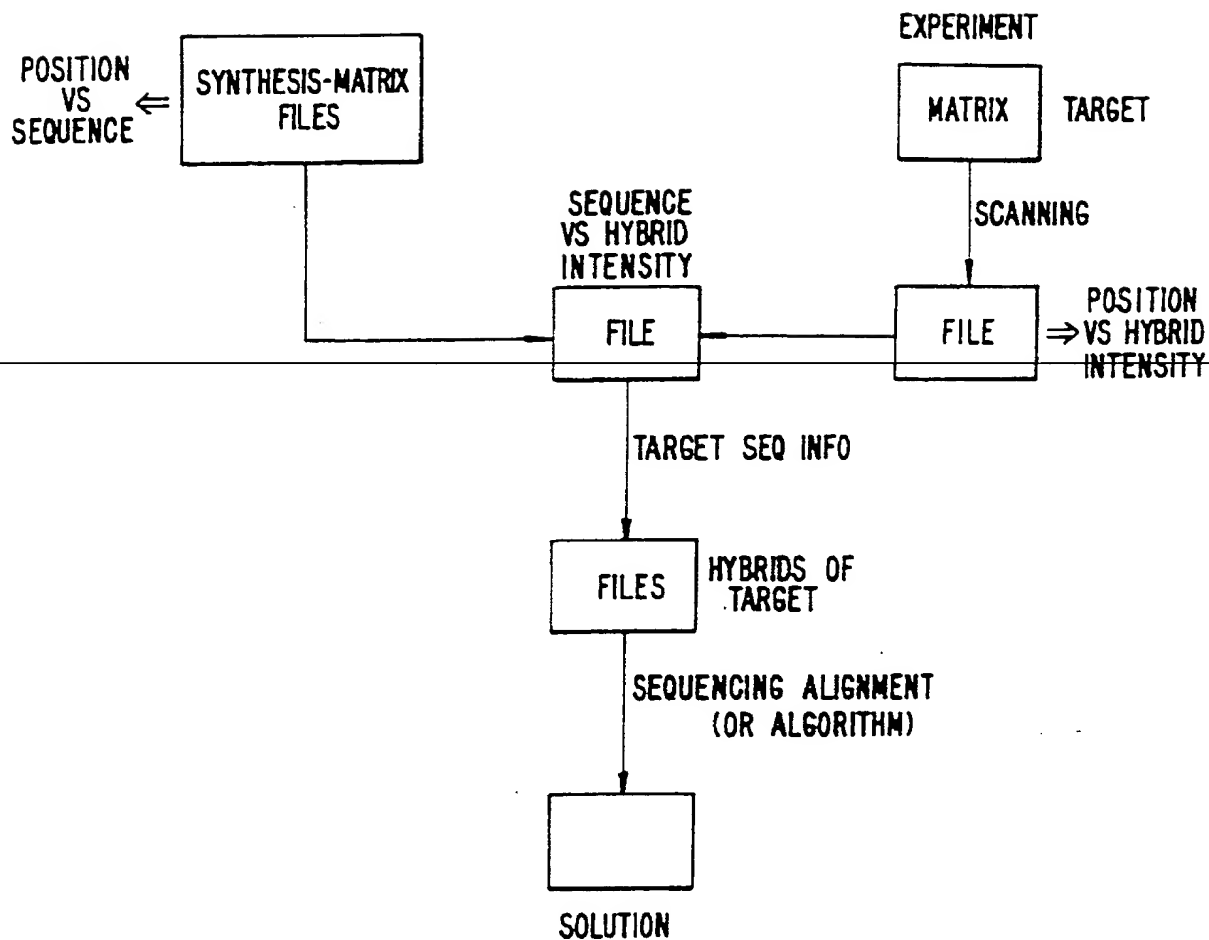 EXPERIMENT
POSITION
VS
SEQUENCE
⇐
SYNTHESIS-MATRIX
FILES
MATRIX
TARGET
SCANNING
SEQUENCE
VS HYBRID
INTENSITY
FILE
FILE
⇒
POSITION
VS HYBRID
INTENSITY
TARGET SEQ INFO
FILES
HYBRIDS OF
TARGET
SEQUENCING ALIGNMENT
(OR ALGORITHM)
SOLUTION